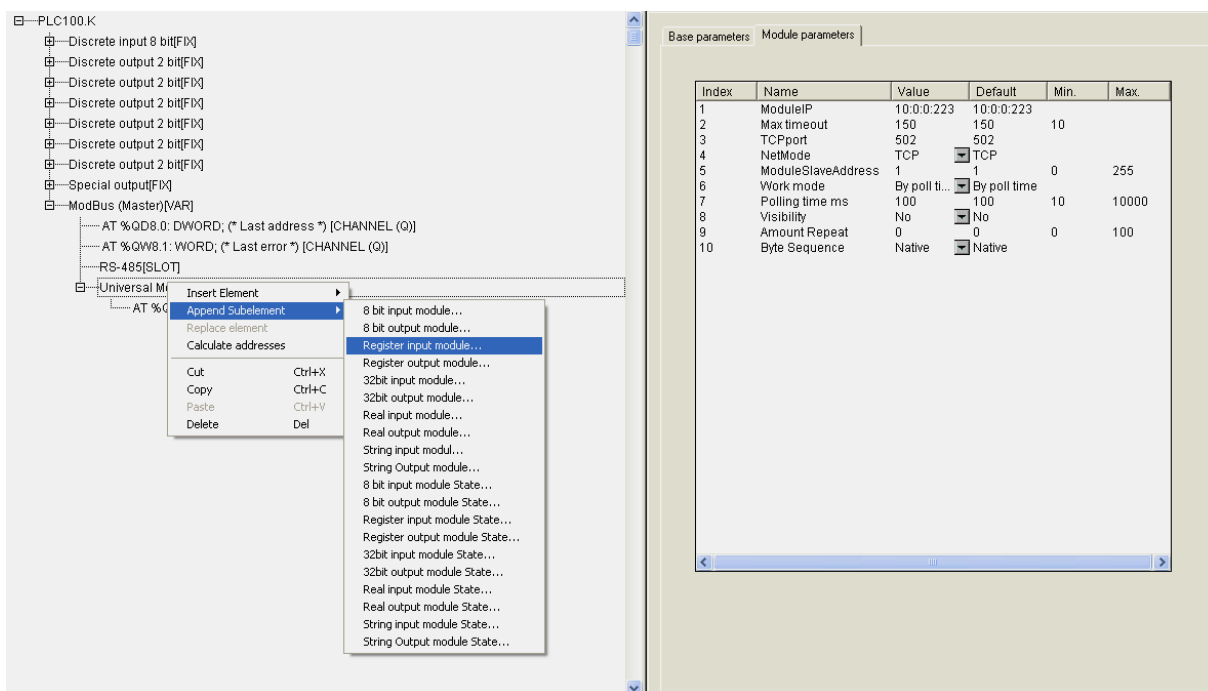 PLC100.K
Discrete input 8 bit[FIX]
Discrete output 2 bit[FIX]
Discrete output 2 bit[FIX]
Discrete output 2 bit[FIX]
Discrete output 2 bit[FIX]
Discrete output 2 bit[FIX]
Discrete output 2 bit[FIX]
Special output[FIX]
ModBus (Master)[VAR]
AT %QD8.0: DWORD; (* Last address *) [CHANNEL (Q)]
AT %QW8.1: WORD; (* Last error *) [CHANNEL (Q)]
RS-485[SLOT]
Universal M
AT %
Insert Element
Append Subelement
Replace element
Calculate addresses
Cut Ctrl+X
Copy Ctrl+C
Paste Ctrl+V
Delete Del
8 bit input module...
8 bit output module...
Register input module...
Register output module...
32bit input module...
32bit output module...
Real input module...
Real output module...
String input modul...
String Output module...
8 bit input module State...
8 bit output module State...
Register input module State...
Register output module State...
32bit input module State...
32bit output module State...
Real input module State...
Real output module State...
String input module State...
String Output module State...
Base parameters Module parameters
Index Name Value Default Min. Max.
1 ModuleIP 10:0:0:223 10:0:0:223
2 Max timeout 150 150 10
3 TCPport 502 502
4 NetMode TCP TCP
5 ModuleSlaveAddress 1 1 0 255
6 Work mode By poll ti... By poll time
7 Polling time ms 100 100 10 10000
8 Visibility No No
9 Amount Repeat 0 0 0 100
10 Byte Sequence Native Native